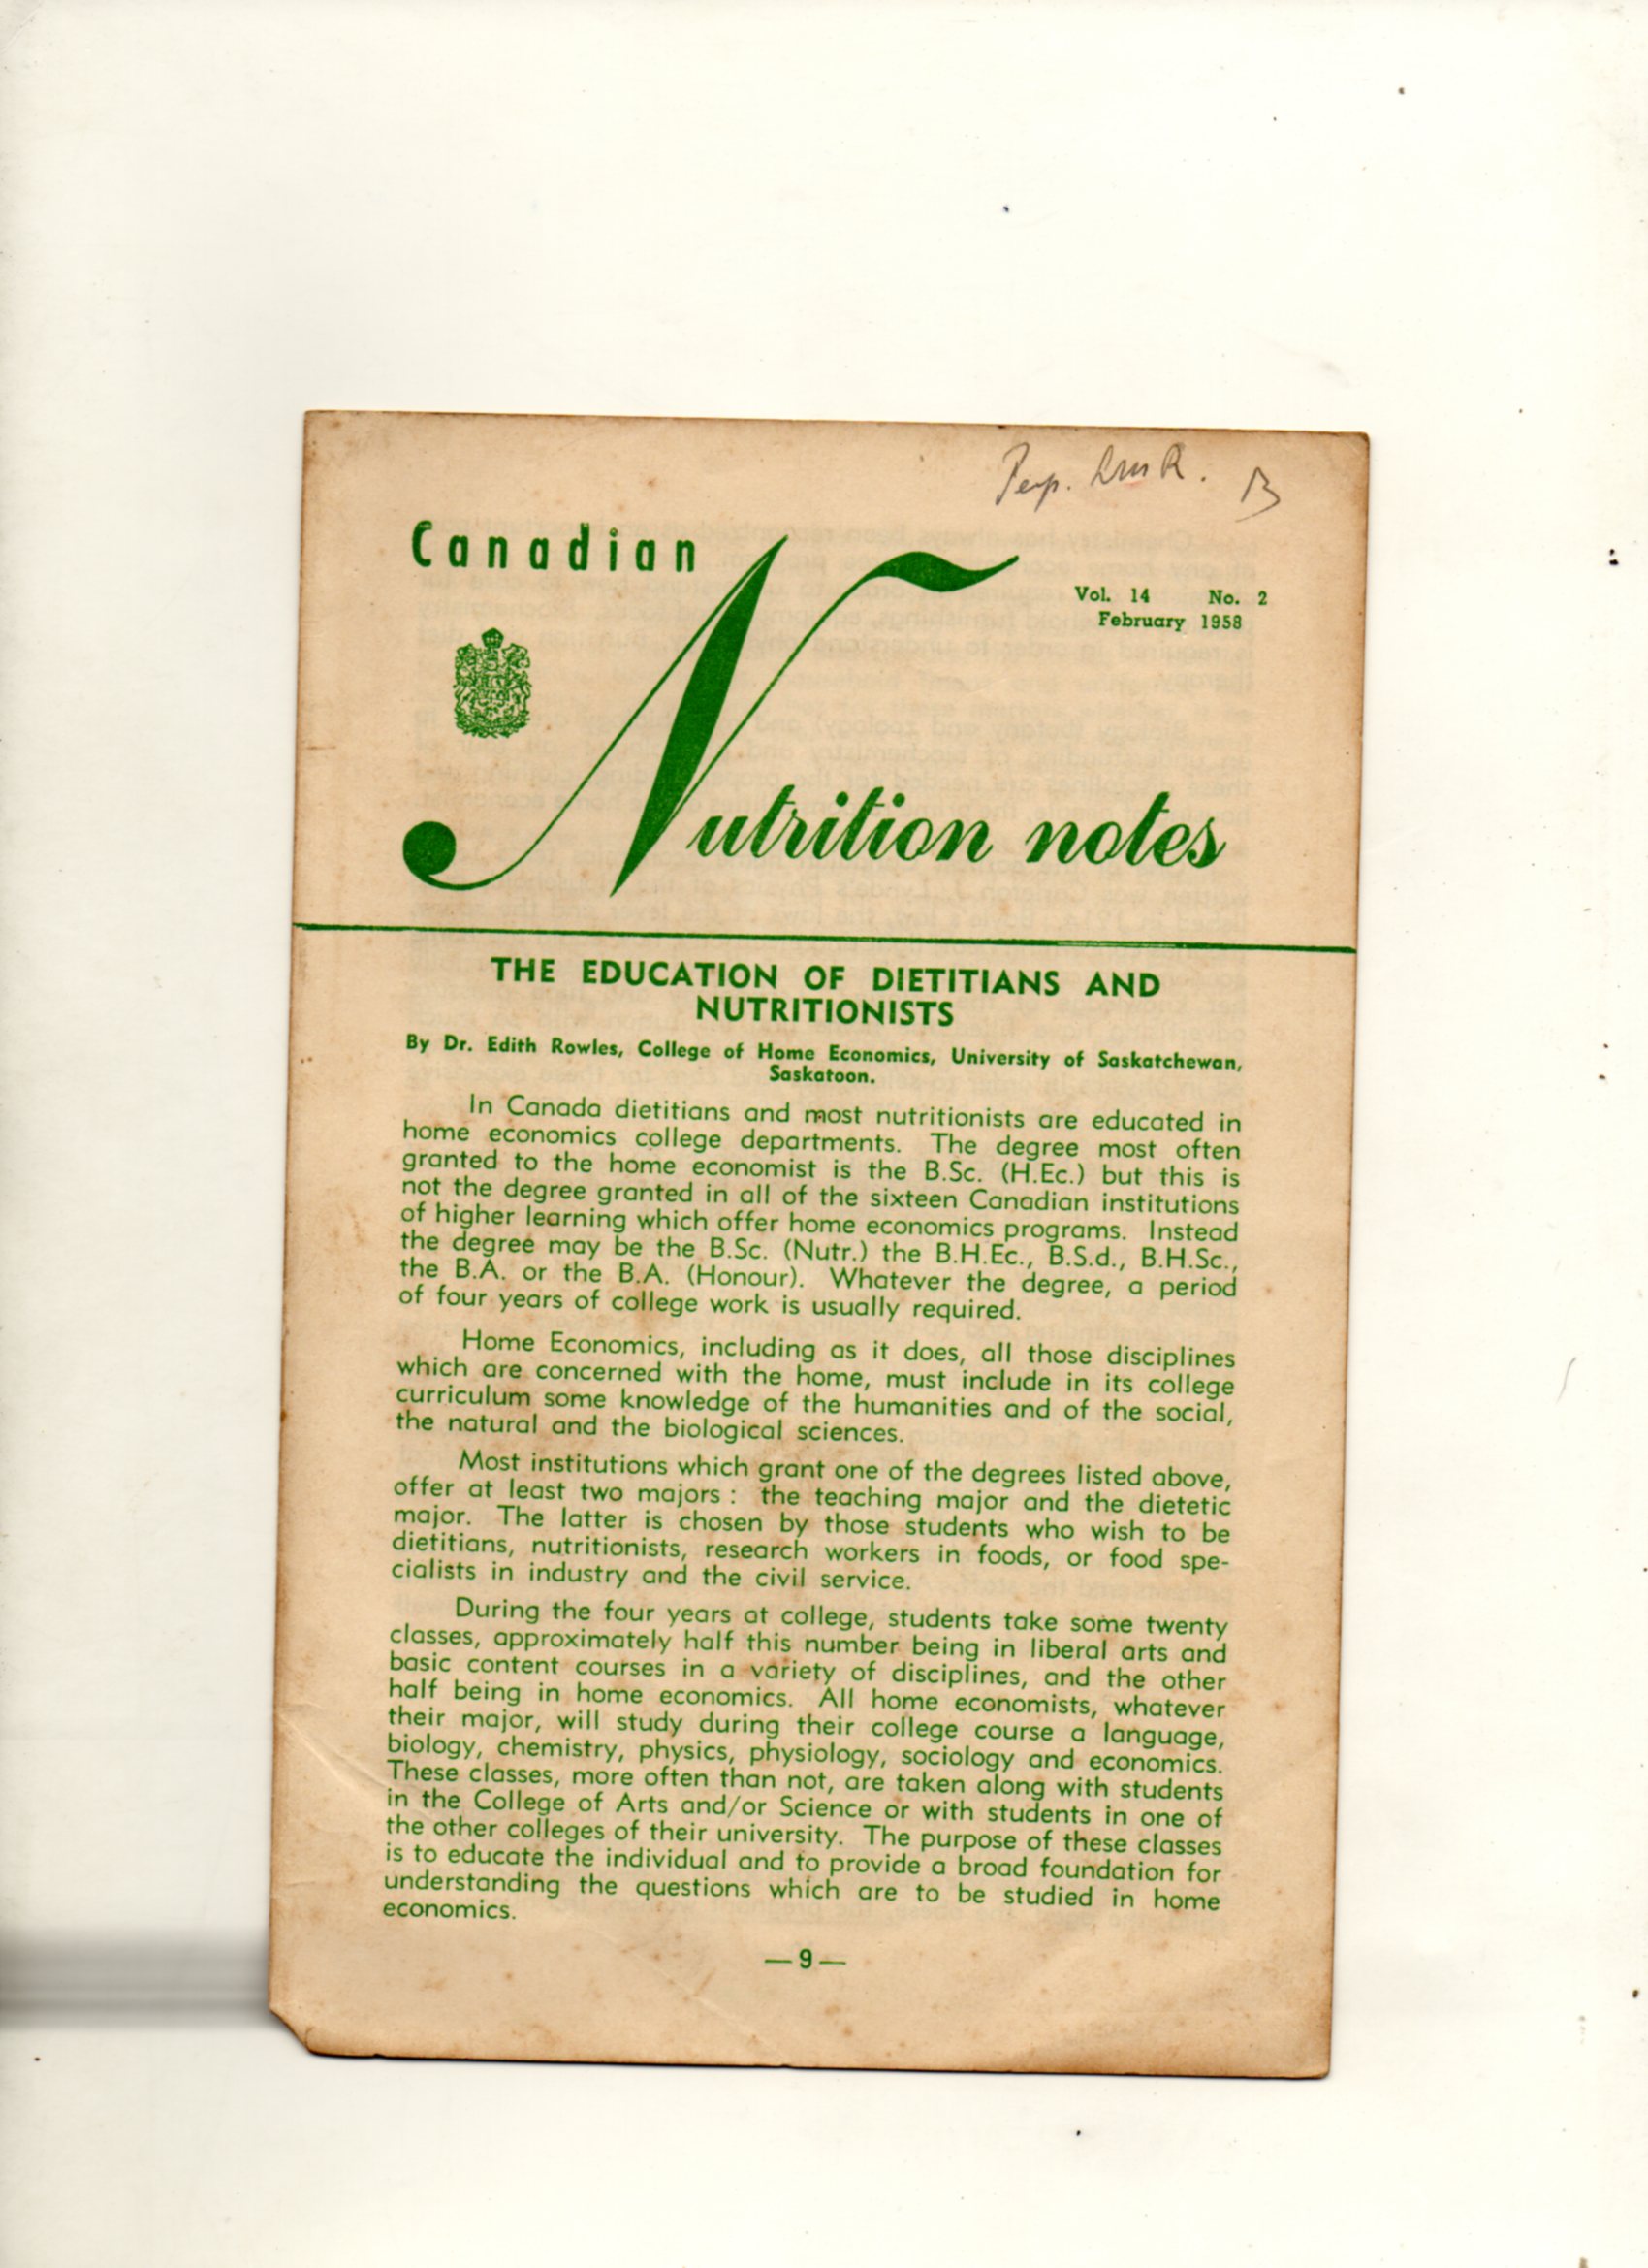 Canadian
Nutrition notes
Vol. 14 No. 2
February 1958
THE EDUCATION OF DIETITIANS AND
NUTRITIONISTS
By Dr. Edith Rowles, College of Home Economics, University of Saskatchewan,
Saskatoon.
In Canada dietitians and most nutritionists are educated in
home economics college departments. The degree most often
granted to the home economist is the B.Sc. (H.Ec.) but this is
not the degree granted in all of the sixteen Canadian institutions
of higher learning which offer home economics programs. Instead
the degree may be the B.Sc. (Nutr.) the B.H.Ec., B.S.d., B.H.Sc.,
the B.A. or the B.A. (Honour). Whatever the degree, a period
of four years of college work is usually required.
Home Economics, including as it does, all those disciplines
which are concerned with the home, must include in its college
curriculum some knowledge of the humanities and of the social,
the natural and the biological sciences.
Most institutions which grant one of the degrees listed above,
offer at least two majors : the teaching major and the dietetic
major. The latter is chosen by those students who wish to be
dietitians, nutritionists, research workers in foods, or food spe-
cialists in industry and the civil service.
During the four years at college, students take some twenty
classes, approximately half this number being in liberal arts and
basic content courses in a variety of disciplines, and the other
half being in home economics. All home economists, whatever
their major, will study during their college course a language,
biology, chemistry, physics, physiology, sociology and economics.
These classes, more often than not, are taken along with students
in the College of Arts and/or Science or with students in one of
the other colleges of their university. The purpose of these classes
is to educate the individual and to provide a broad foundation for
understanding the questions which are to be studied in home
economics.
— 9 —